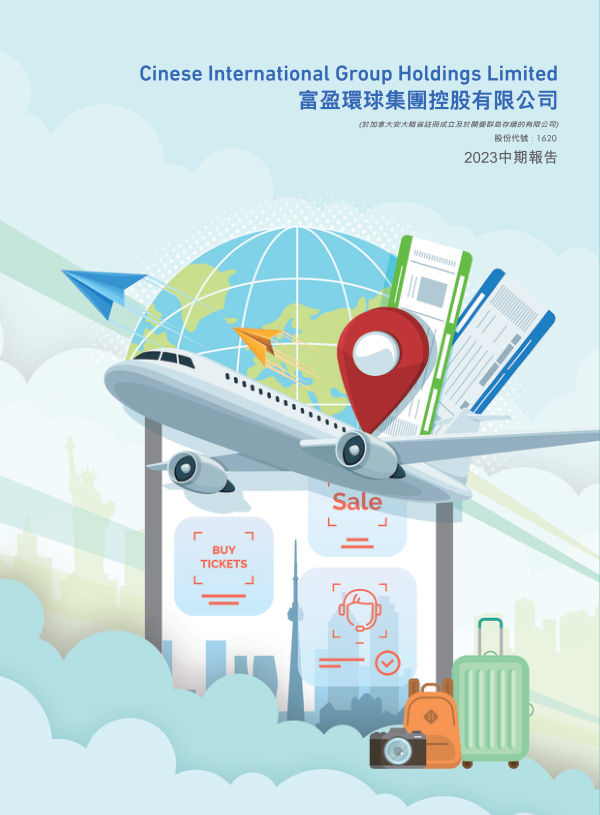 Cinese International Group Holdings Limited
富盈環球集團控股有限公司
(於加拿大安大略省註冊成立及於開曼群島存續的有限公司)
股份代號：1620
2023中期報告
Sale
BUY
TICKETS